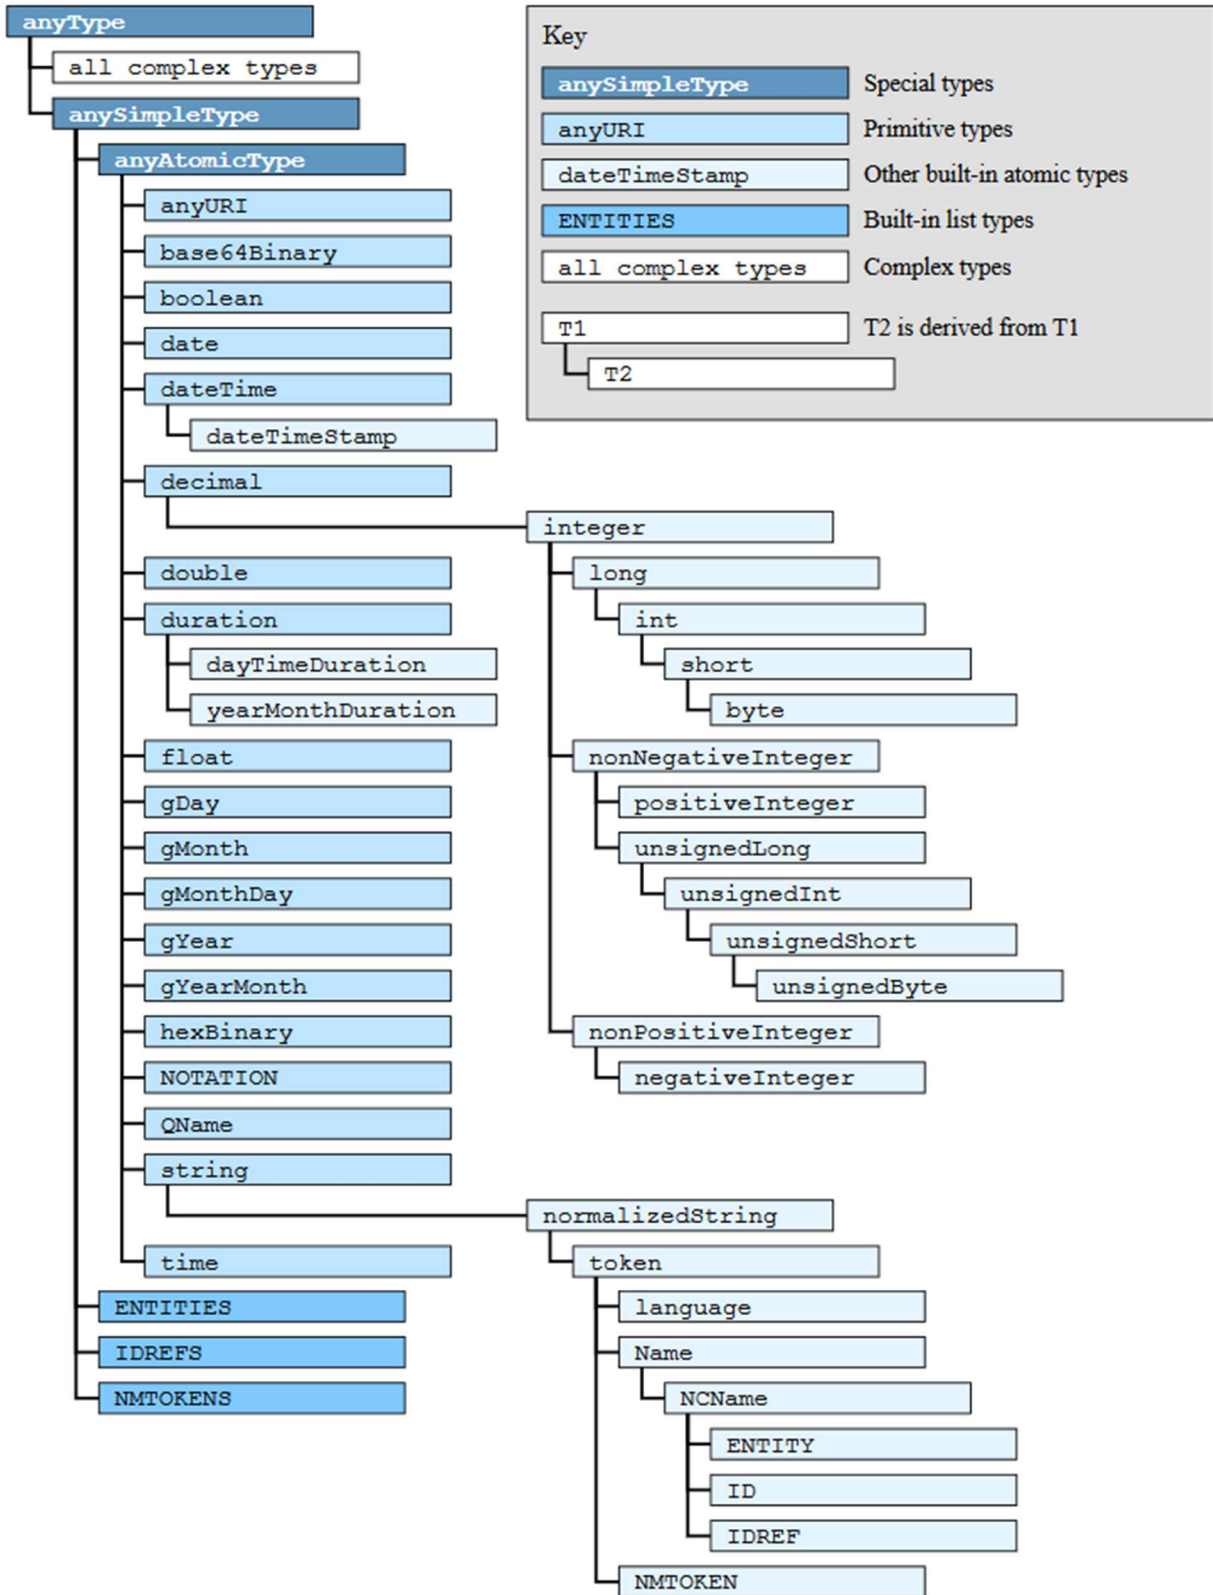 anyType
all complex types
anySimpleType
anyAtomicType
anyURI
base64Binary
boolean
date
dateTime
dateTimeStamp
decimal
integer
long
int
short
byte
nonNegativeInteger
positiveInteger
unsignedLong
unsignedInt
unsignedShort
unsignedByte
nonPositiveInteger
negativeInteger
double
duration
dayTimeDuration
yearMonthDuration
float
gDay
gMonth
gMonthDay
gYear
gYearMonth
hexBinary
NOTATION
QName
string
normalizedString
token
language
Name
NCName
ENTITY
ID
IDREF
NMTOKEN
time
ENTITIES
IDREFS
NMTOKENS
Key
anySimpleType Special types
anyURI Primitive types
dateTimeStamp Other built-in atomic types
ENTITIES Built-in list types
all complex types Complex types
T1 T2 is derived from T1
T2